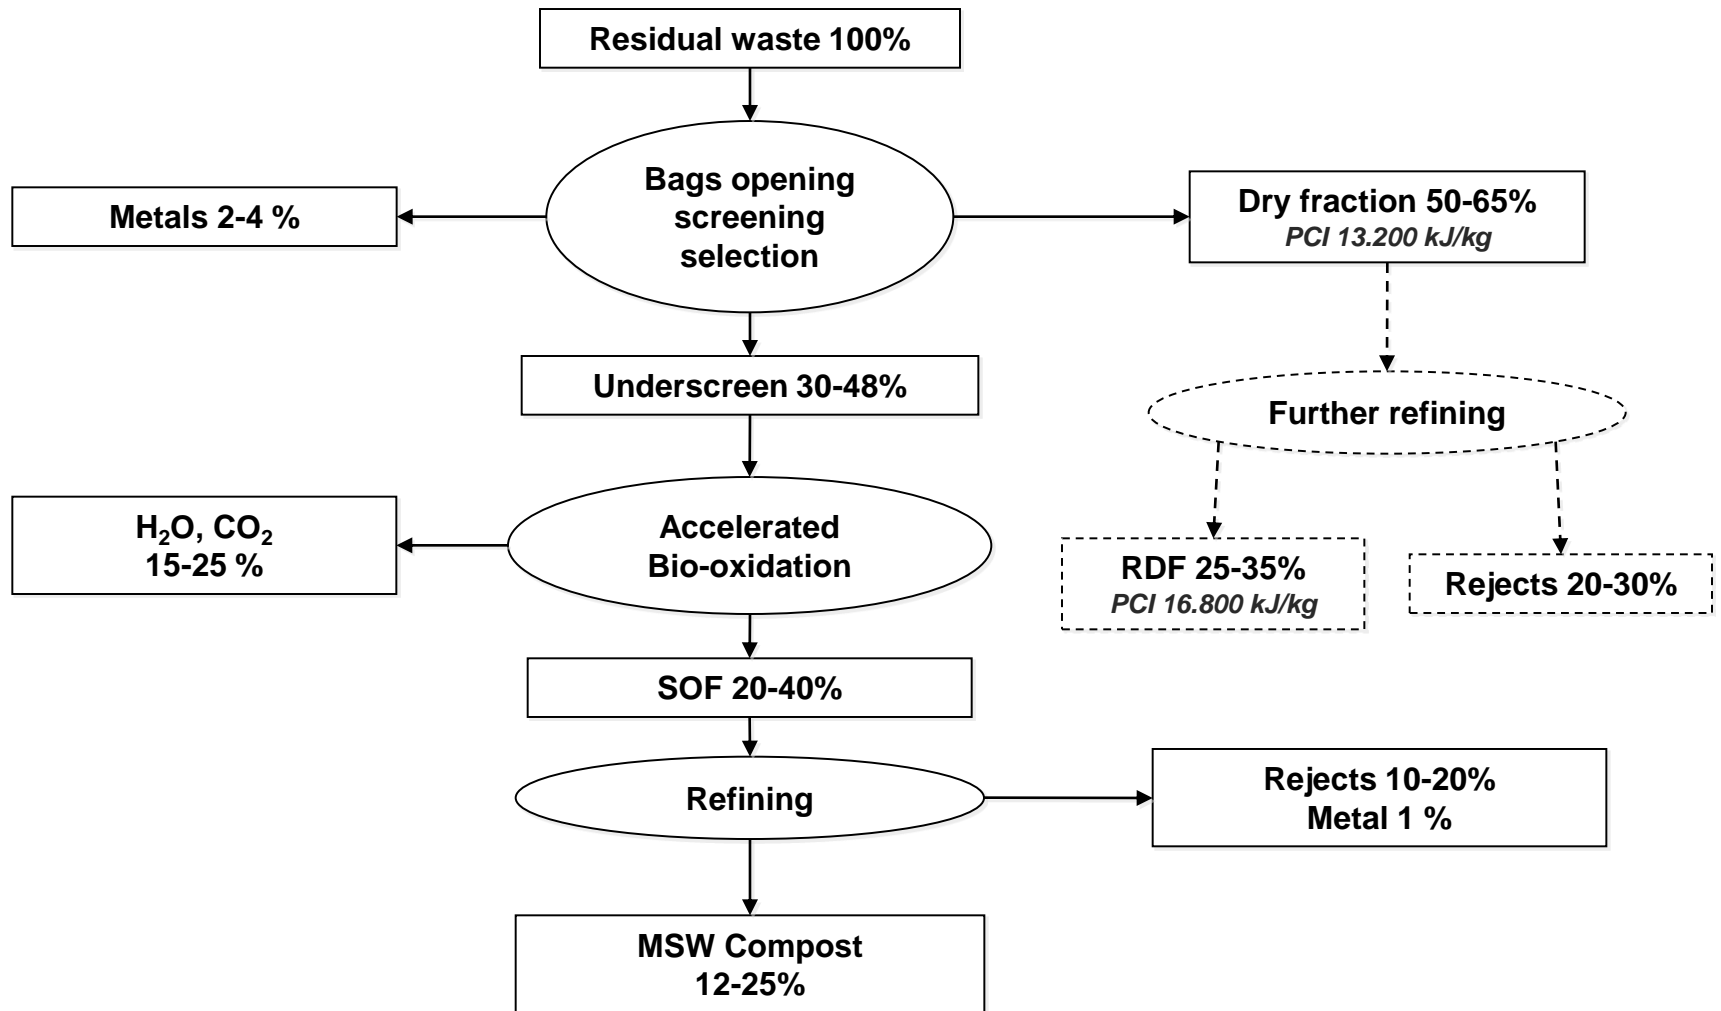 Residual waste 100%
Bags opening
screening
selection
Metals 2-4 %
Dry fraction 50-65%
PCI 13.200 kJ/kg
Underscreen 30-48%
Further refining
H₂O, CO₂
15-25 %
Accelerated
Bio-oxidation
RDF 25-35%
PCI 16.800 kJ/kg
Rejects 20-30%
SOF 20-40%
Refining
Rejects 10-20%
Metal 1 %
MSW Compost
12-25%